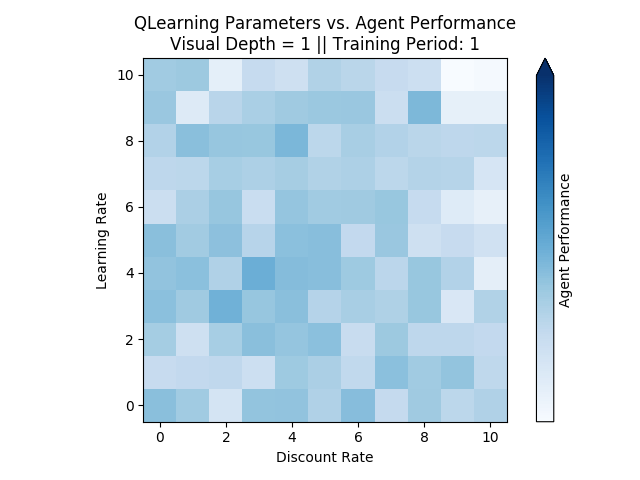 QLearning Parameters vs. Agent Performance
Visual Depth = 1 || Training Period: 1
10
8
6
4
2
0
Learning Rate
0 2 4 6 8 10
Discount Rate
Agent Performance